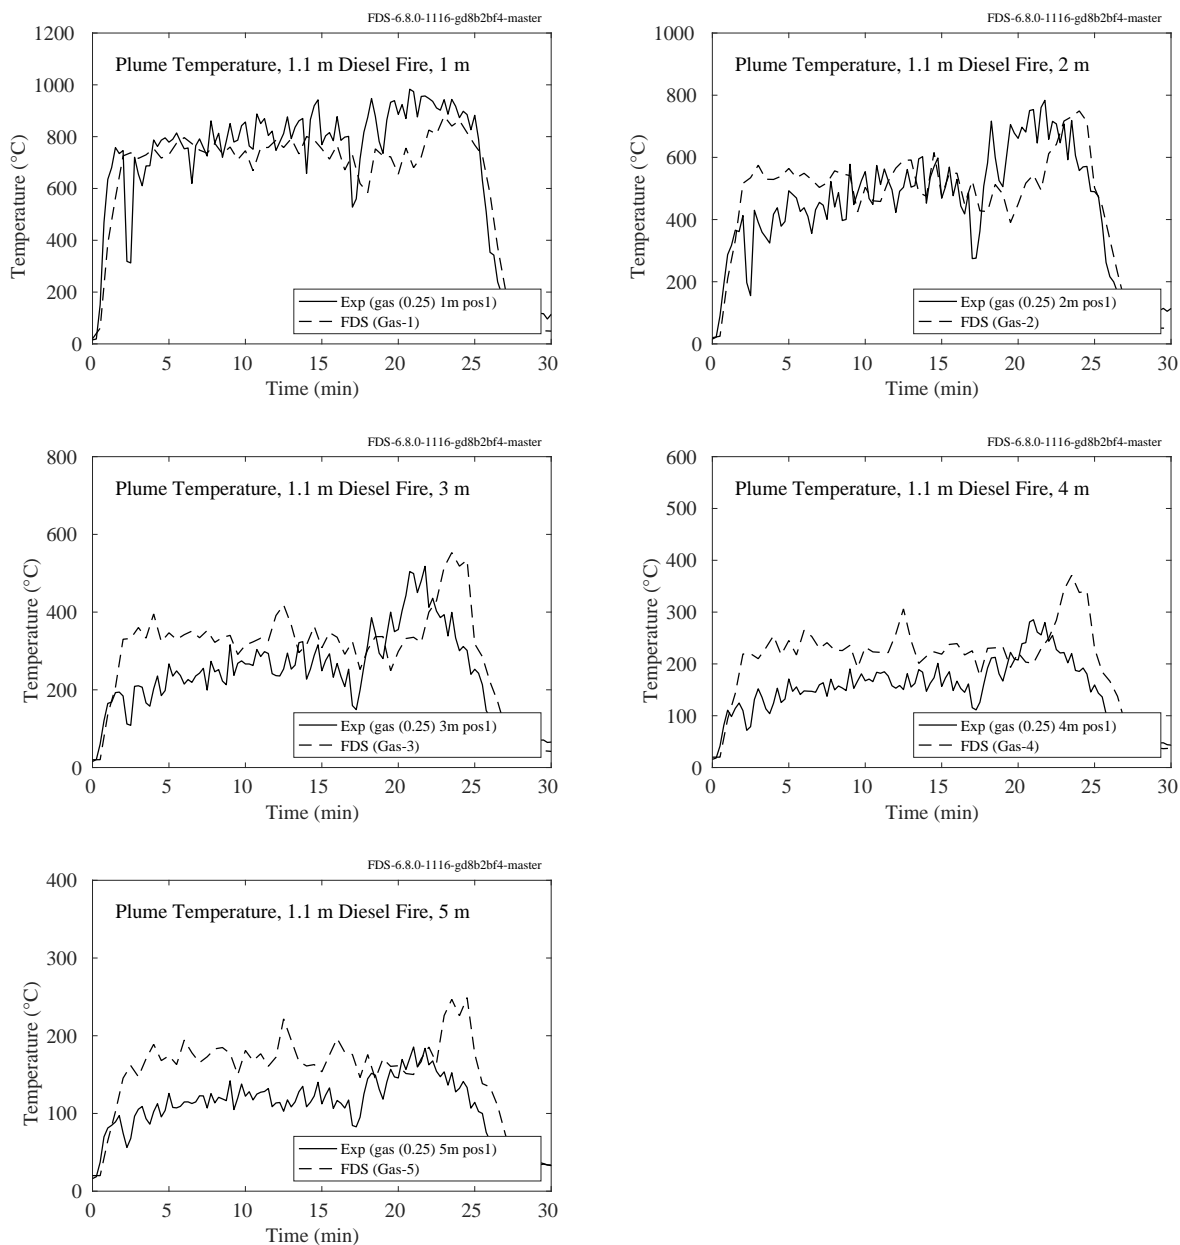 FDS-6.8.0-1116-gd8b2bf4-master
Plume Temperature, 1.1 m Diesel Fire, 1 m
1200
1000
800
600
400
200
0
Temperature (°C)
Exp (gas (0.25) 1m pos1)
FDS (Gas-1)
0 5 10 15 20 25 30
Time (min)
FDS-6.8.0-1116-gd8b2bf4-master
Plume Temperature, 1.1 m Diesel Fire, 2 m
1000
800
600
400
200
0
Temperature (°C)
Exp (gas (0.25) 2m pos1)
FDS (Gas-2)
0 5 10 15 20 25 30
Time (min)
FDS-6.8.0-1116-gd8b2bf4-master
Plume Temperature, 1.1 m Diesel Fire, 3 m
800
600
400
200
0
Temperature (°C)
Exp (gas (0.25) 3m pos1)
FDS (Gas-3)
0 5 10 15 20 25 30
Time (min)
FDS-6.8.0-1116-gd8b2bf4-master
Plume Temperature, 1.1 m Diesel Fire, 4 m
600
500
400
300
200
100
0
Temperature (°C)
Exp (gas (0.25) 4m pos1)
FDS (Gas-4)
0 5 10 15 20 25 30
Time (min)
FDS-6.8.0-1116-gd8b2bf4-master
Plume Temperature, 1.1 m Diesel Fire, 5 m
400
300
200
100
0
Temperature (°C)
Exp (gas (0.25) 5m pos1)
FDS (Gas-5)
0 5 10 15 20 25 30
Time (min)